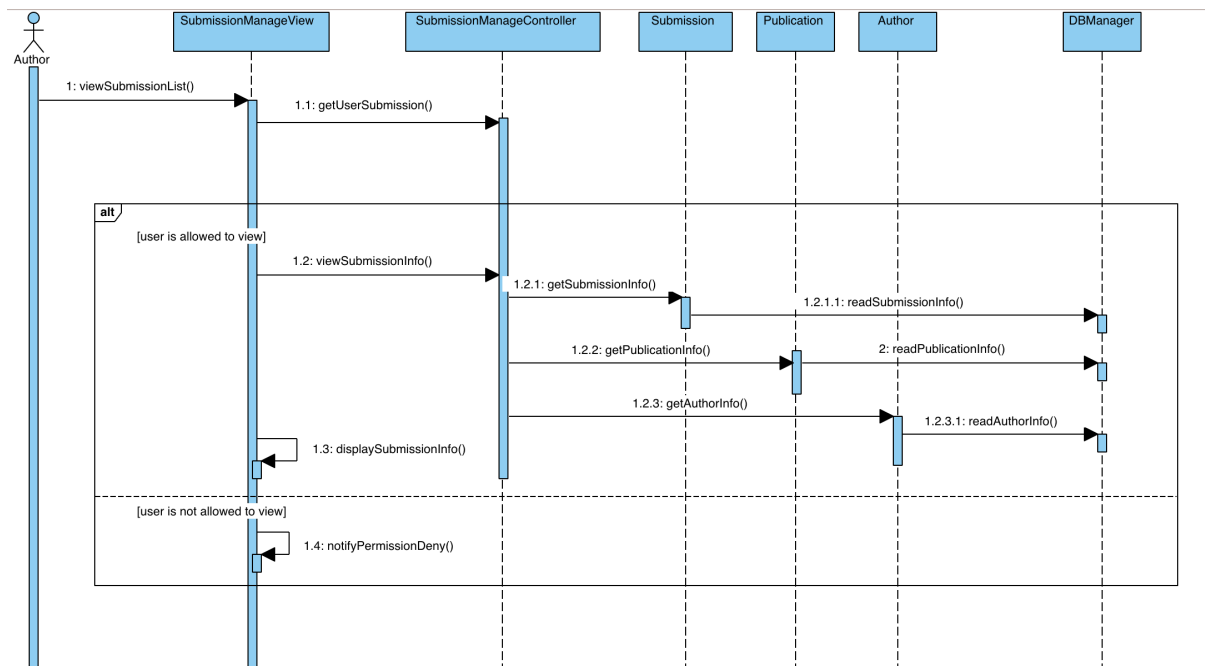 SubmissionManageView
SubmissionManageController
Submission
Publication
Author
DBManager
Author
1: viewSubmissionList()
1.1: getUserSubmission()
alt
[user is allowed to view]
1.2: viewSubmissionInfo()
1.2.1: getSubmissionInfo()
1.2.1.1: readSubmissionInfo()
1.2.2: getPublicationInfo()
2: readPublicationInfo()
1.2.3: getAuthorInfo()
1.2.3.1: readAuthorInfo()
1.3: displaySubmissionInfo()
[user is not allowed to view]
1.4: notifyPermissionDeny()